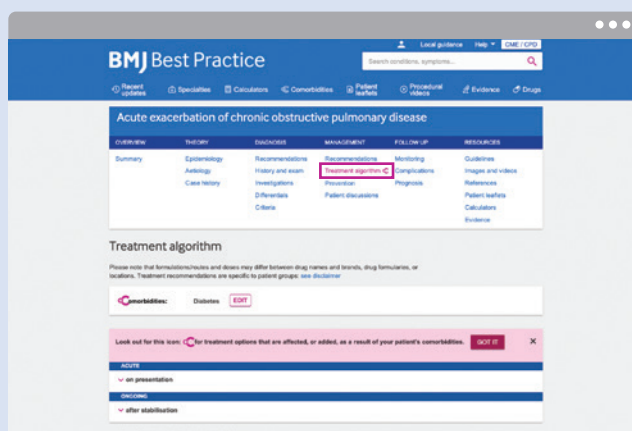 Local guidance Help CME / CPD
BMJ Best Practice
Search conditions, symptoms...
Recent updates Specialties Calculators Comorbidities Patient leaflets Procedural videos Evidence Drugs
Acute exacerbation of chronic obstructive pulmonary disease
OVERVIEW THEORY DIAGNOSIS MANAGEMENT FOLLOW UP RESOURCES
Summary Epidemiology Recommendations Recommendations Monitoring Guidelines
Aetiology History and exam Treatment algorithm Complications Images and videos
Case history Investigations Prevention Prognosis References
Differentials Patient discussions Patient leaflets
Criteria Calculators
Evidence
Treatment algorithm
Please note that formulations/routes and doses may differ between drug names and brands, drug formularies, or
locations. Treatment recommendations are specific to patient groups: see disclaimer
Comorbidities: Diabetes EDIT
Look out for this icon: for treatment options that are affected, or added, as a result of your patient's comorbidities. GOT IT ×
ACUTE
on presentation
ONGOING
after stabilisation